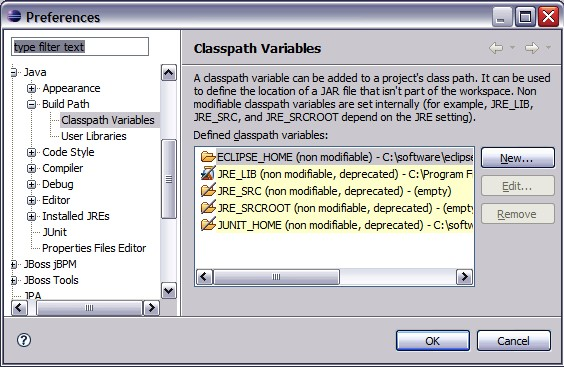 Preferences
type filter text
Java
Appearance
Build Path
Classpath Variables
User Libraries
Code Style
Compiler
Debug
Editor
Installed JREs
JUnit
Properties Files Editor
JBoss jBPM
JBoss Tools
JPA
Classpath Variables
A classpath variable can be added to a project's class path. It can be used
to define the location of a JAR file that isn't part of the workspace. Non
modifiable classpath variables are set internally (for example, JRE_LIB,
JRE_SRC, and JRE_SRCROOT depend on the JRE setting).
Defined classpath variables:
ECLIPSE_HOME (non modifiable) - C:\software\eclipse
JRE_LIB (non modifiable, deprecated) - C:\Program F
JRE_SRC (non modifiable, deprecated) - (empty)
JRE_SRCROOT (non modifiable, deprecated) - (empty
JUNIT_HOME (non modifiable, deprecated) - C:\softw
New...
Edit...
Remove
?
OK
Cancel